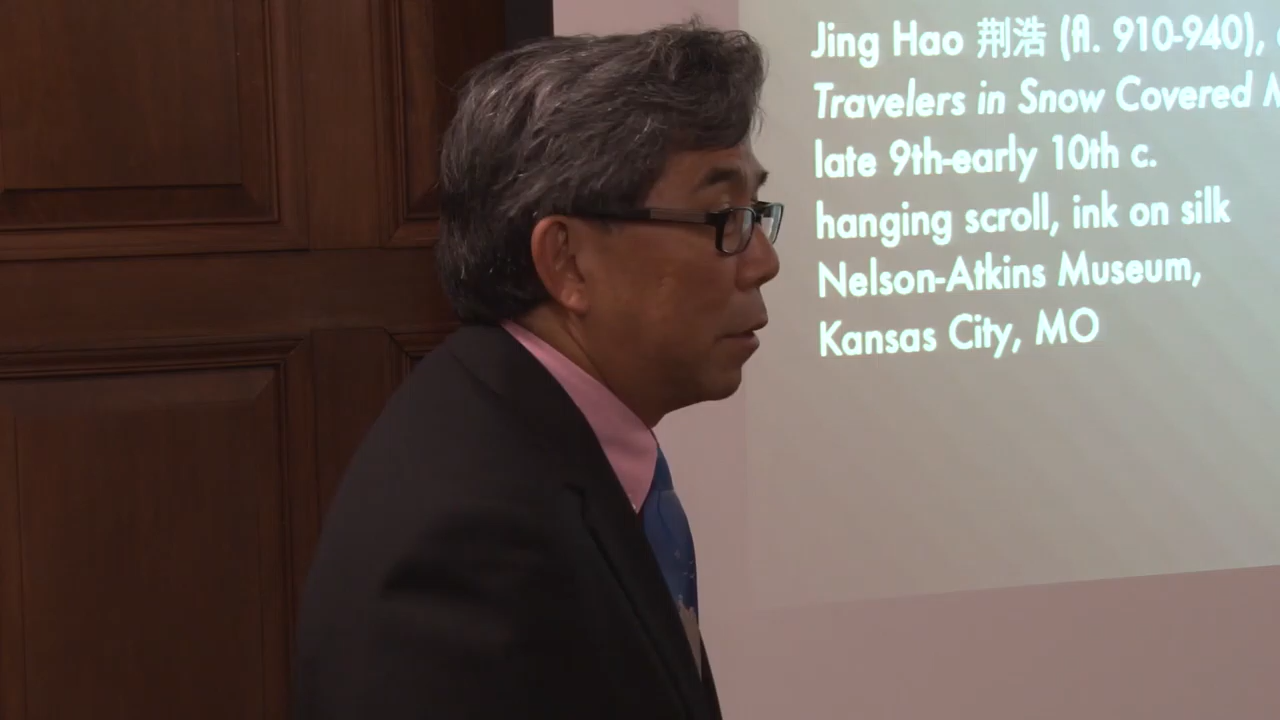 Jing Hao 荆浩 (fl. 910-940),
Travelers in Snow Covered
late 9th-early 10th c.
hanging scroll, ink on silk
Nelson-Atkins Museum,
Kansas City, MO